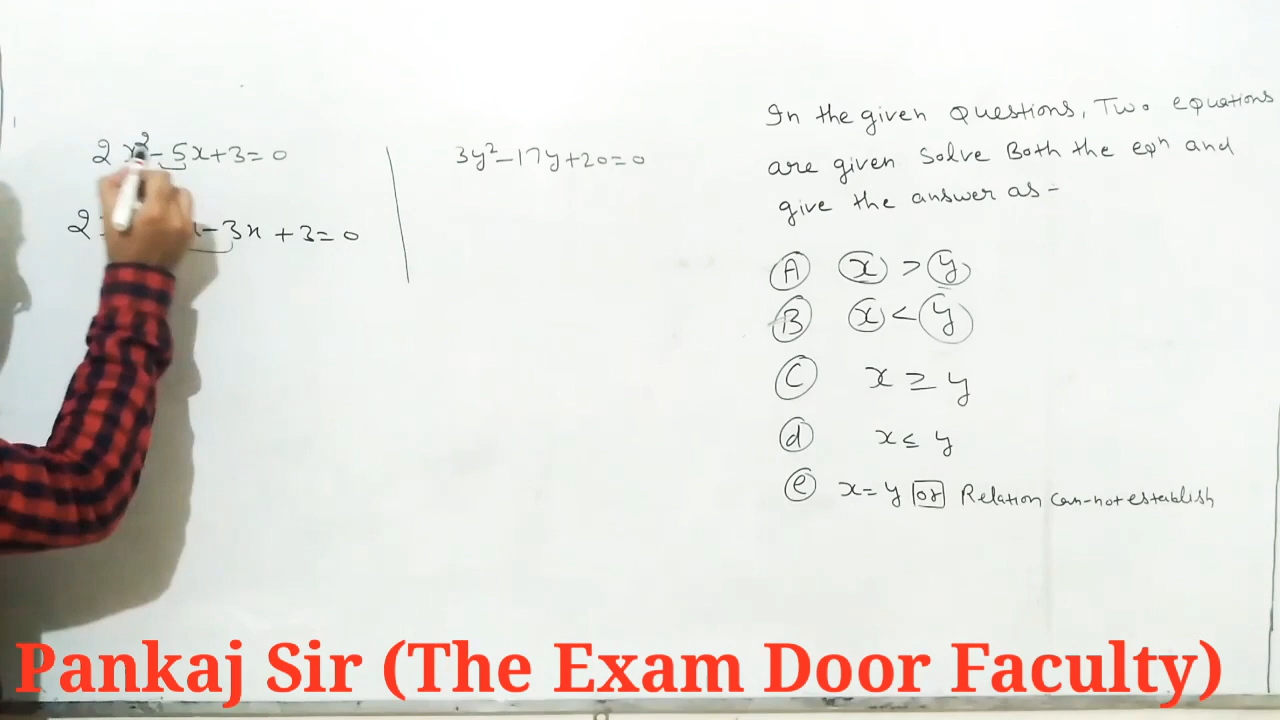 2x²-5x+3=0
2 -3x +3=0
3y²-17y+20=0
In the given Questions, Two equations
are given Solve Both the eqn and
give the answer as-
(A) x > y
(B) x < y
(C) x ≥ y
(d) x ≤ y
(e) x=y or Relation can-not establish
Pankaj Sir (The Exam Door Faculty)